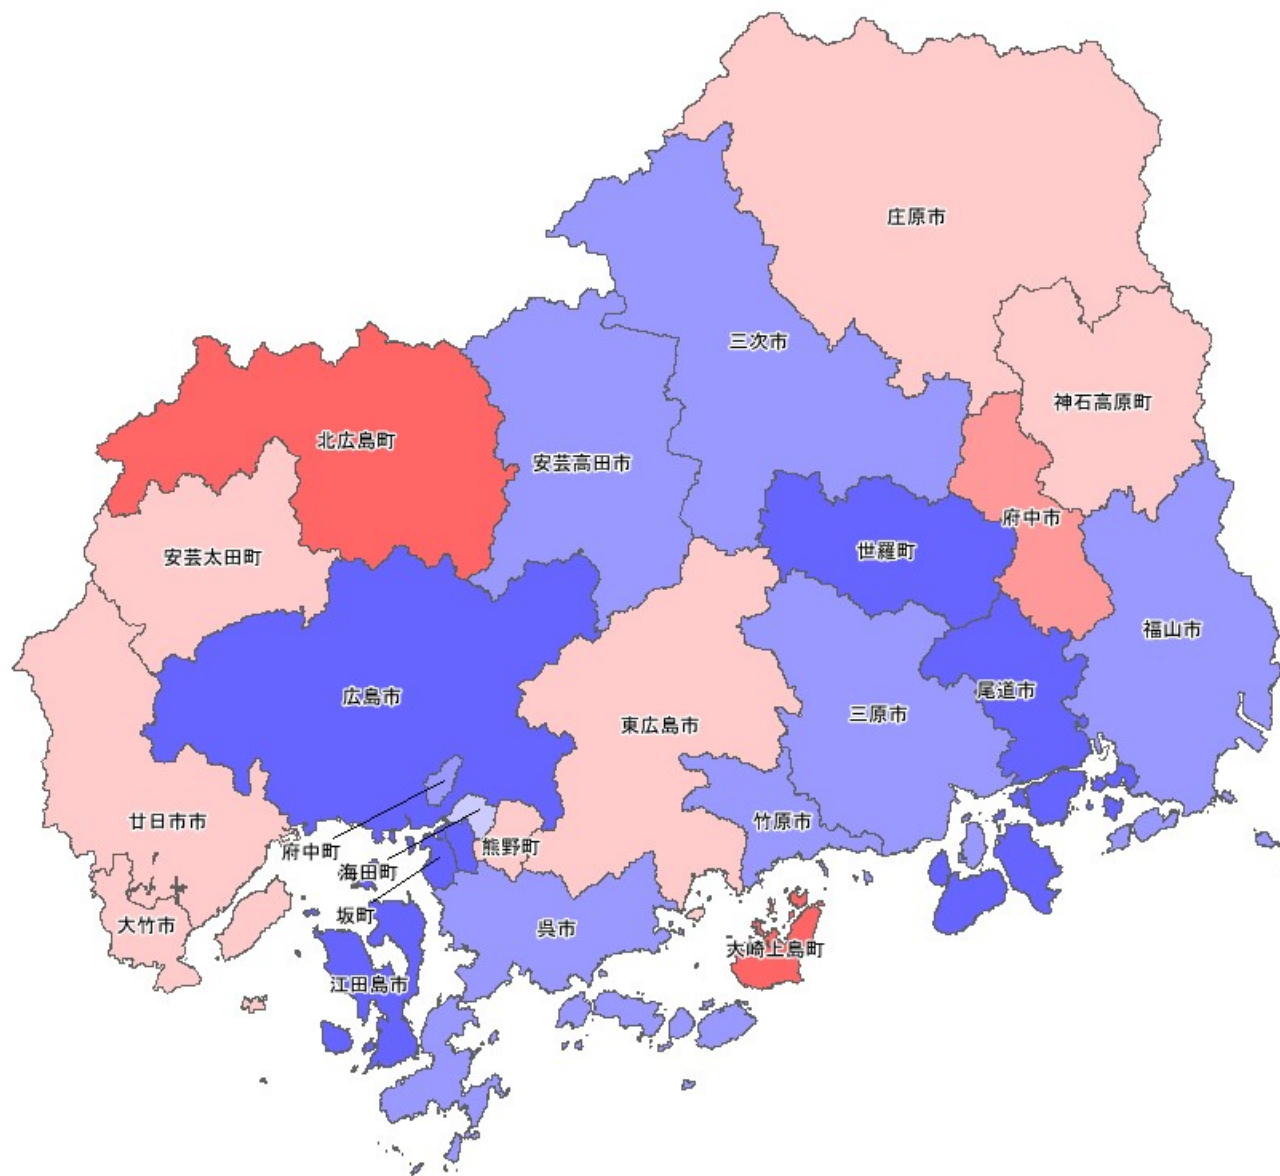 庄原市
三次市
神石高原町
北広島町
安芸高田市
府中市
世羅町
安芸太田町
福山市
尾道市
広島市
三原市
東広島市
廿日市市
竹原市
熊野町
府中町
海田町
坂町
大竹市
呉市
大崎上島町
江田島市